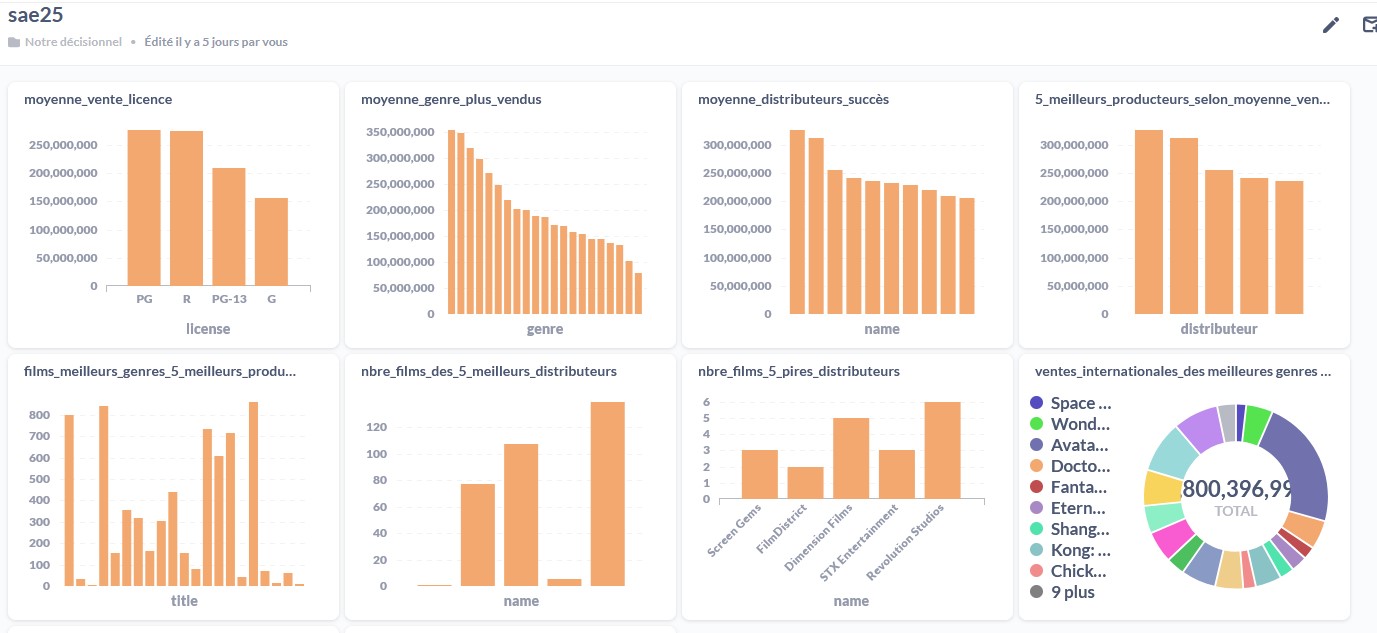 sae25
Notre décisionnel • Édité il y a 5 jours par vous
moyenne_vente_licence
250,000,000
200,000,000
150,000,000
100,000,000
50,000,000
0
PG R PG-13 G
license
moyenne_genre_plus_vendus
350,000,000
300,000,000
250,000,000
200,000,000
150,000,000
100,000,000
50,000,000
0
genre
moyenne_distributeurs_succès
300,000,000
250,000,000
200,000,000
150,000,000
100,000,000
50,000,000
0
name
5_meilleurs_producteurs_selon_moyenne_ven...
300,000,000
250,000,000
200,000,000
150,000,000
100,000,000
50,000,000
0
distributeur
films_meilleurs_genres_5_meilleurs_produ...
800
700
600
500
400
300
200
100
0
title
nbre_films_des_5_meilleurs_distributeurs
120
100
80
60
40
20
0
name
nbre_films_5_pires_distributeurs
6
5
4
3
2
1
0
Screen Gems
FilmDistrict
Dimension Films
STX Entertainment
Revolution Studios
name
ventes_internationales_des meilleures genres ...
Space ...
Wond...
Avata...
Docto...
Fanta...
Etern...
Shang...
Kong: ...
Chick...
9 plus
800,396,99
TOTAL